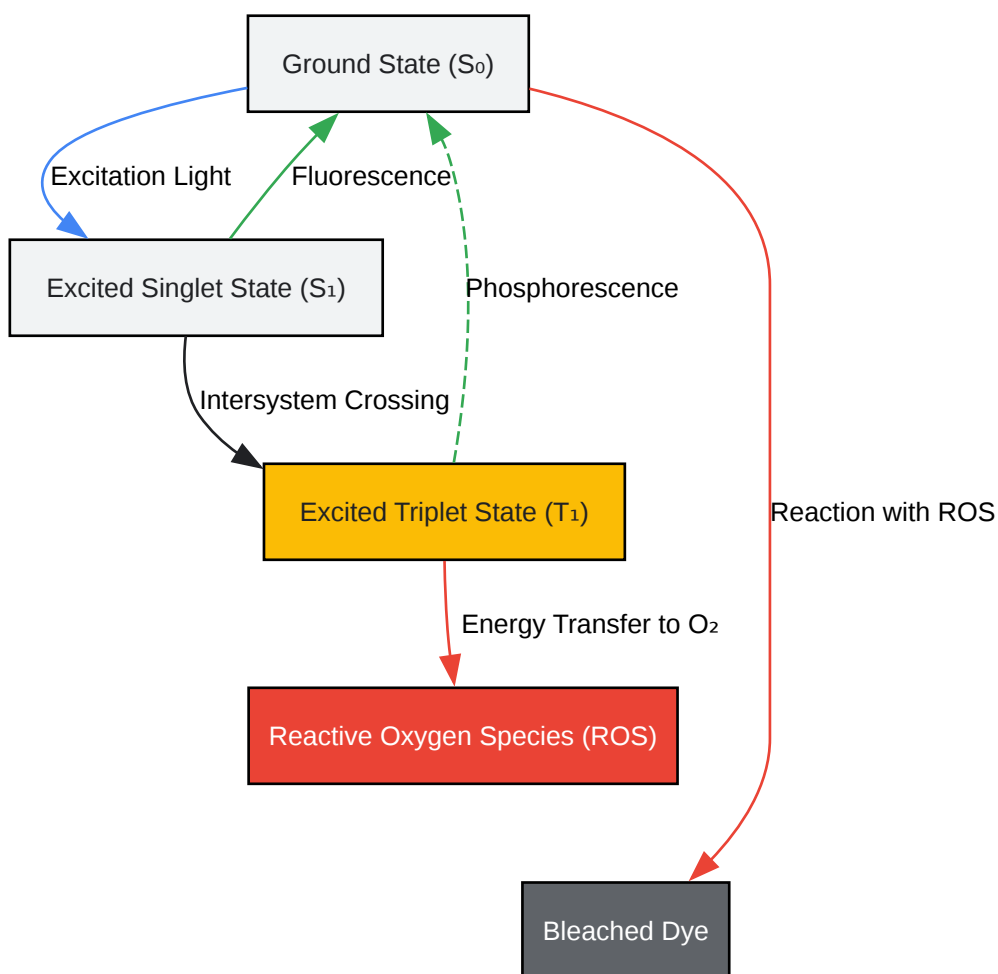 Ground State (S₀)
Excitation Light
Fluorescence
Excited Singlet State (S₁)
Phosphorescence
Intersystem Crossing
Excited Triplet State (T₁)
Reaction with ROS
Energy Transfer to O₂
Reactive Oxygen Species (ROS)
Bleached Dye